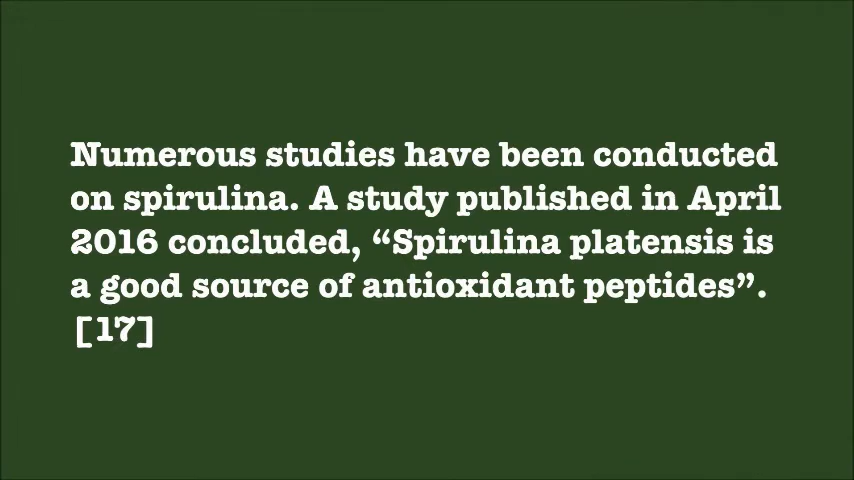 Numerous studies have been conducted
on spirulina. A study published in April
2016 concluded, “Spirulina platensis is
a good source of antioxidant peptides”.
[17]